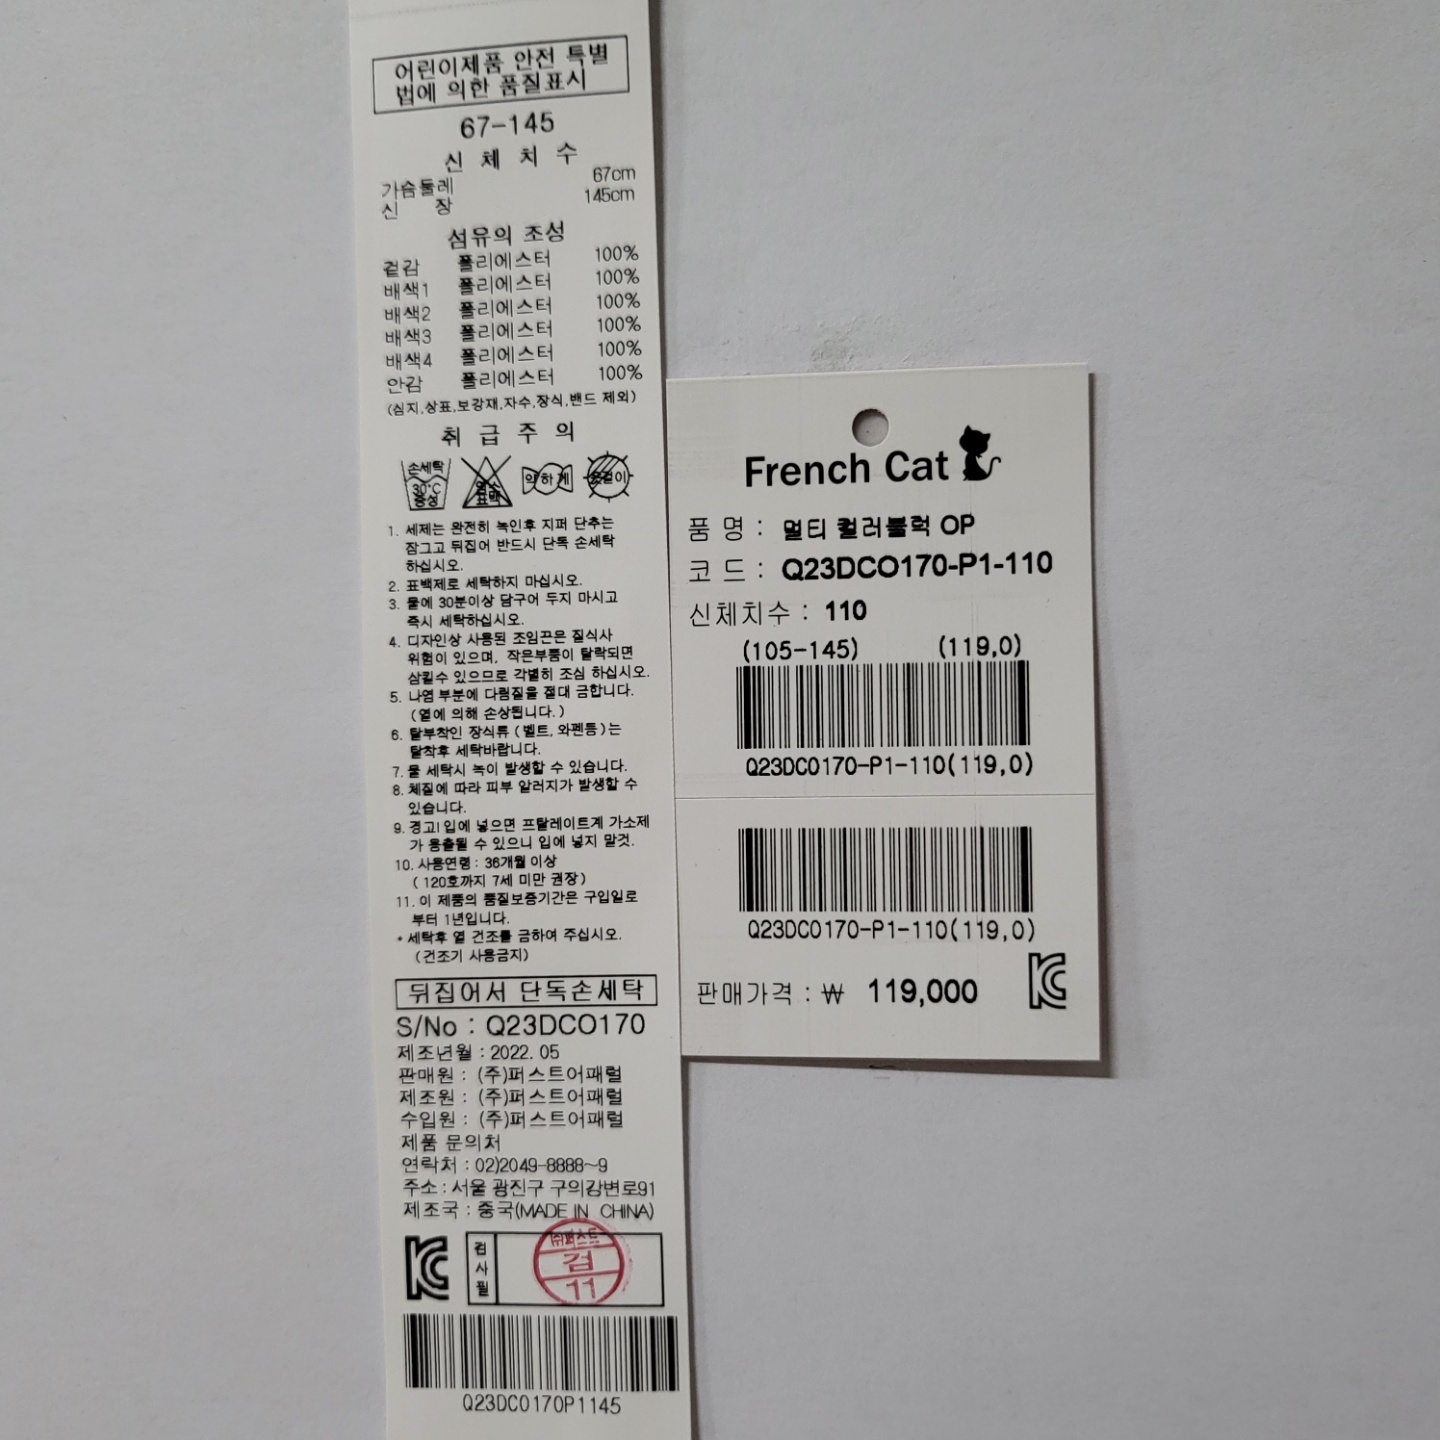 어린이제품 안전 특별
법에 의한 품질표시
67-145
신 체 치 수
가슴둘레 67cm
신 장 145cm
섬유의 조성
겉감 폴리에스터 100%
배색1 폴리에스터 100%
배색2 폴리에스터 100%
배색3 폴리에스터 100%
배색4 폴리에스터 100%
안감 폴리에스터 100%
(심지,상표,보강재,자수,장식,밴드 제외)
취 급 주 의
손세탁
30°C
중성
염소
표백
약하게
옷걸이
1. 세제는 완전히 녹인후 지퍼 단추는
잠그고 뒤집어 반드시 단독 손세탁
하십시오.
2. 표백제로 세탁하지 마십시오.
3. 물에 30분이상 담구어 두지 마시고
즉시 세탁하십시오.
4. 디자인상 사용된 조임끈은 질식사
위험이 있으며, 작은부품이 탈락되면
삼킬수 있으므로 각별히 조심 하십시오.
5. 나염 부분에 다림질을 절대 금합니다.
(열에 의해 손상됩니다.)
6. 탈부착인 장식류 (벨트, 와펜등)는
탈착후 세탁바랍니다.
7. 물 세탁시 녹이 발생할 수 있습니다.
8. 체질에 따라 피부 알러지가 발생할 수
있습니다.
9. 경고! 입에 넣으면 프탈레이트계 가소제
가 용출될 수 있으니 입에 넣지 말것.
10. 사용연령 : 36개월 이상
( 120호까지 7세 미만 권장 )
11. 이 제품의 품질보증기간은 구입일로
부터 1년입니다.
* 세탁후 열 건조를 금하여 주십시오.
(건조기 사용금지)
뒤집어서 단독손세탁
S/No : Q23DCO170
제조년월 : 2022. 05
판매원 : (주)퍼스트어패럴
제조원 : (주)퍼스트어패럴
수입원 : (주)퍼스트어패럴
제품 문의처
연락처 : 02)2049-8888~9
주소 : 서울 광진구 구의강변로91
제조국 : 중국(MADE IN CHINA)
KC
검사필
㈜퍼스트
검
11
Q23DCO170P1145
French Cat
품 명 : 멀티 컬러블럭 OP
코 드 : Q23DCO170-P1-110
신체치수 : 110
(105-145) (119,0)
Q23DCO170-P1-110(119,0)
Q23DCO170-P1-110(119,0)
판매가격 : ₩ 119,000
KC